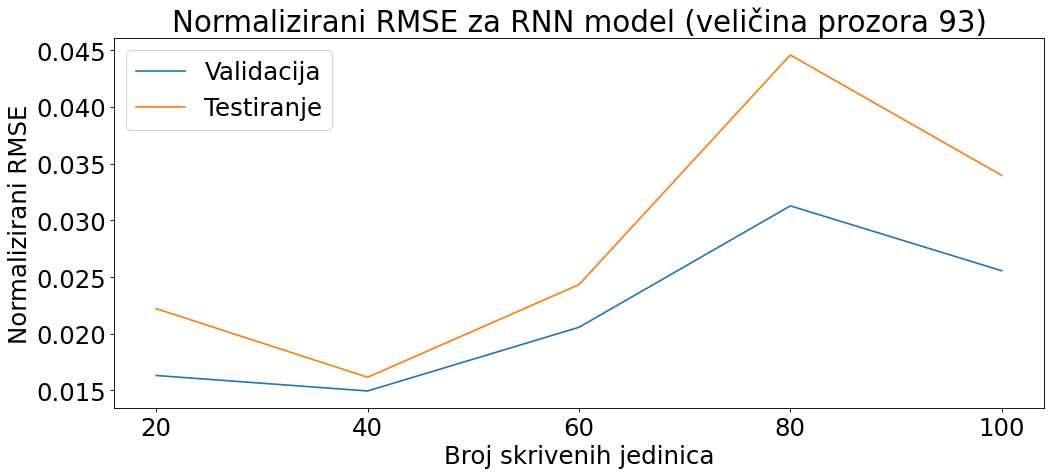 Normalizirani RMSE za RNN model (veličina prozora 93)
Validacija
Testiranje
Normalizirani RMSE
0.045
0.040
0.035
0.030
0.025
0.020
0.015
20 40 60 80 100
Broj skrivenih jedinica